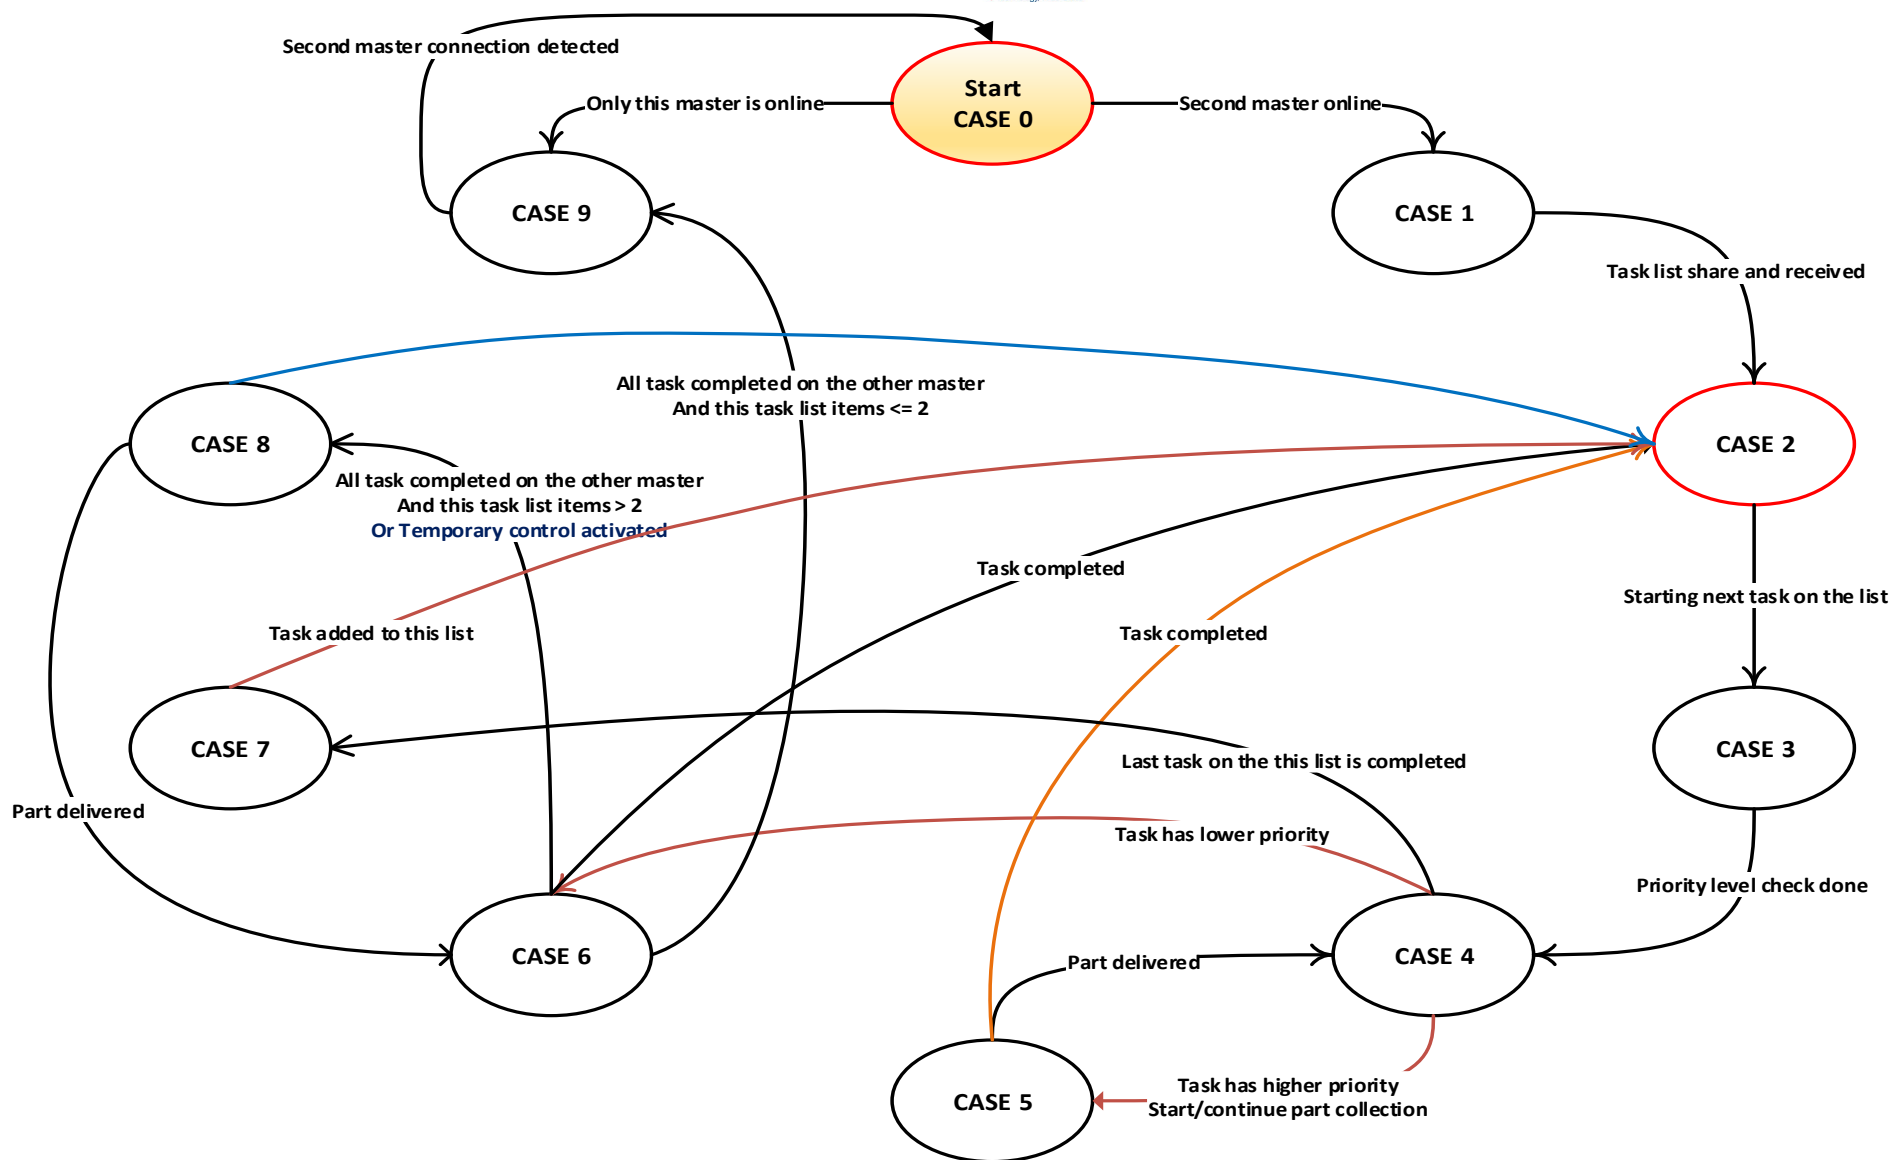 Second master connection detected
Start
CASE 0
Only this master is online
Second master online
CASE 9
CASE 1
Task list share and received
All task completed on the other master
And this task list items <= 2
CASE 8
CASE 2
All task completed on the other master
And this task list items > 2
Or Temporary control activated
Task completed
Starting next task on the list
Task added to this list
Task completed
CASE 7
CASE 3
Last task on the this list is completed
Part delivered
Task has lower priority
Priority level check done
CASE 6
CASE 4
Part delivered
Task has higher priority
Start/continue part collection
CASE 5